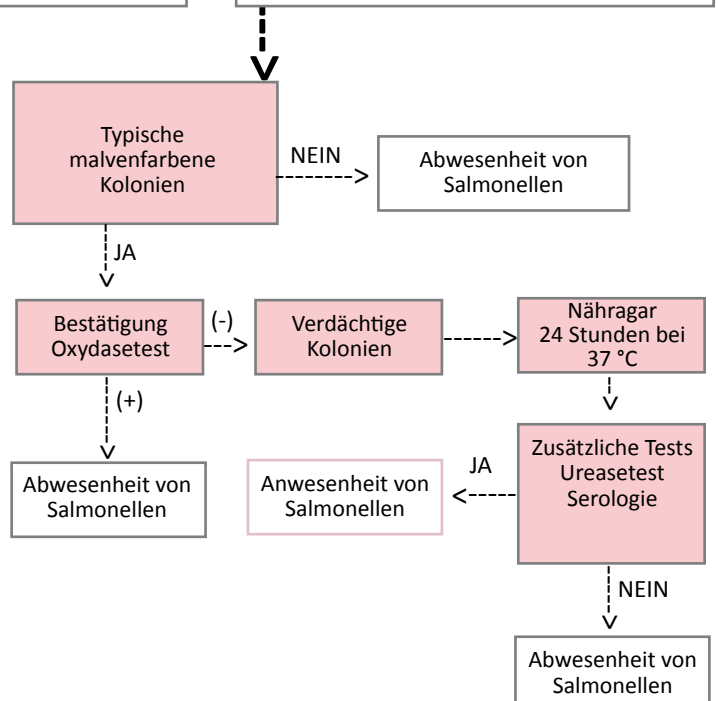 Typische
malvenfarbene
Kolonien
NEIN
Abwesenheit von
Salmonellen
JA
Bestätigung
Oxydasetest
(-)
Verdächtige
Kolonien
Nähragar
24 Stunden bei
37 °C
(+)
Abwesenheit von
Salmonellen
Anwesenheit von
Salmonellen
JA
Zusätzliche Tests
Ureasetest
Serologie
NEIN
Abwesenheit von
Salmonellen